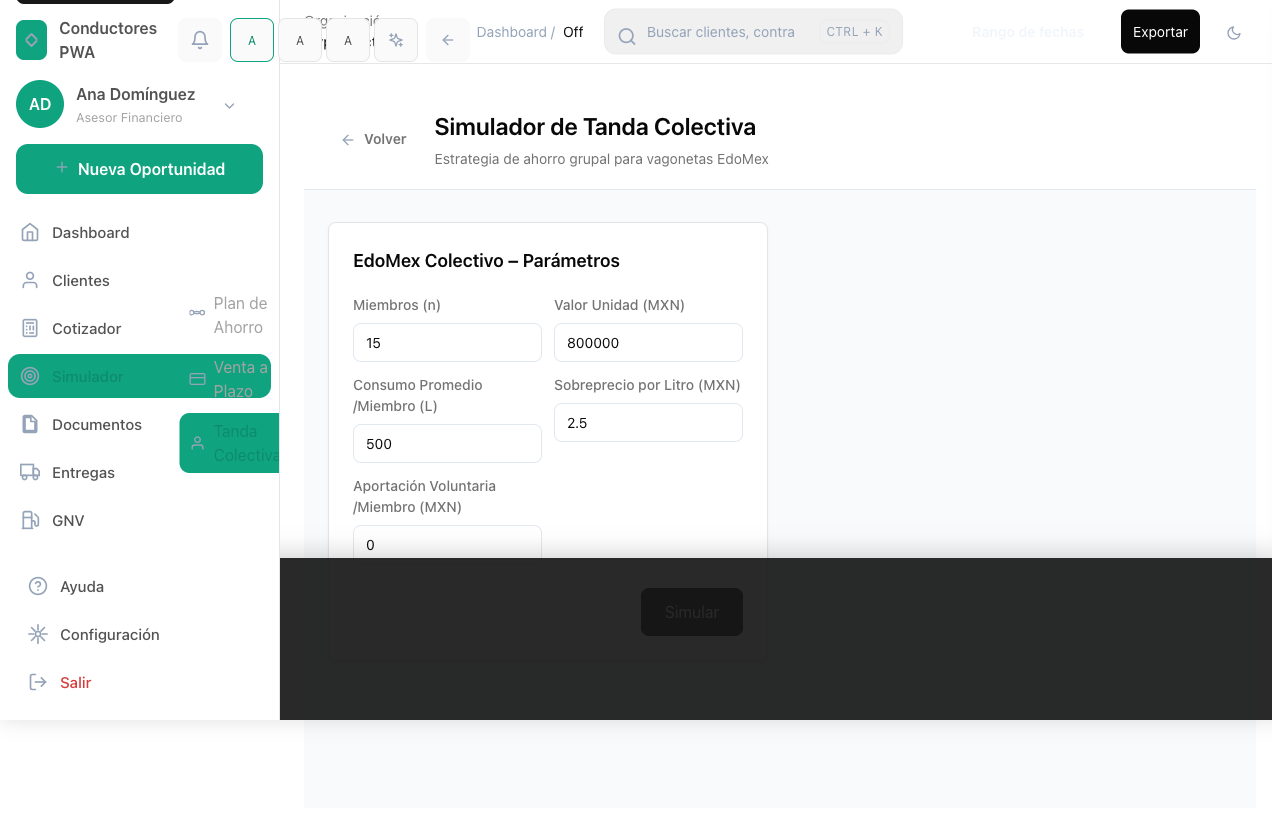 Conductores
PWA
A
A
A
Dashboard /
Off
Buscar clientes, contra
CTRL + K
Rango de fechas
Exportar
AD
Ana Domínguez
Asesor Financiero
Nueva Oportunidad
Dashboard
Clientes
Cotizador
Simulador
Plan de
Ahorro
Venta a
Plazo
Tanda
Colectiva
Documentos
Entregas
GNV
Ayuda
Configuración
Salir
Volver
Simulador de Tanda Colectiva
Estrategia de ahorro grupal para vagonetas EdoMex
EdoMex Colectivo – Parámetros
Miembros (n)
Valor Unidad (MXN)
15
800000
Consumo Promedio
/Miembro (L)
Sobreprecio por Litro (MXN)
500
2.5
Aportación Voluntaria
/Miembro (MXN)
0
Simular